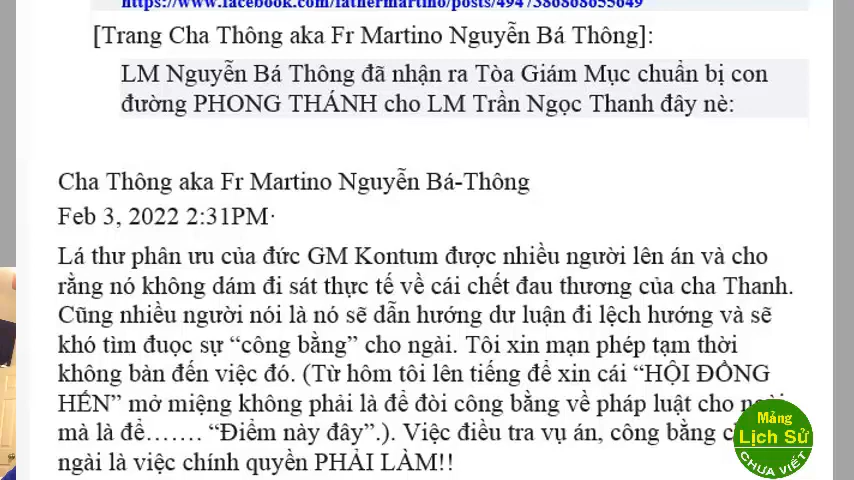 https://www.facebook.com/fathermartino/posts/4947386868655649
[Trang Cha Thông aka Fr Martino Nguyễn Bá Thông]:
LM Nguyễn Bá Thông đã nhận ra Tòa Giám Mục chuẩn bị con
đường PHONG THÁNH cho LM Trần Ngọc Thanh đây nè:
Cha Thông aka Fr Martino Nguyễn Bá-Thông
Feb 3, 2022 2:31PM·
Lá thư phân ưu của đức GM Kontum được nhiều người lên án và cho
rằng nó không dám đi sát thực tế về cái chết đau thương của cha Thanh.
Cũng nhiều người nói là nó sẽ dẫn hướng dư luận đi lệch hướng và sẽ
khó tìm đuọc sự “công bằng” cho ngài. Tôi xin mạn phép tạm thời
không bàn đến việc đó. (Từ hôm tôi lên tiếng để xin cái “HỘI ĐỒNG
HẾN” mở miệng không phải là để đòi công bằng về pháp luật cho
mà là để……. “Điểm này đây”.). Việc điều tra vụ án, công bằng
ngài là việc chính quyền PHẢI LÀM!!
Mảng
Lịch Sử
CHƯA VIẾT